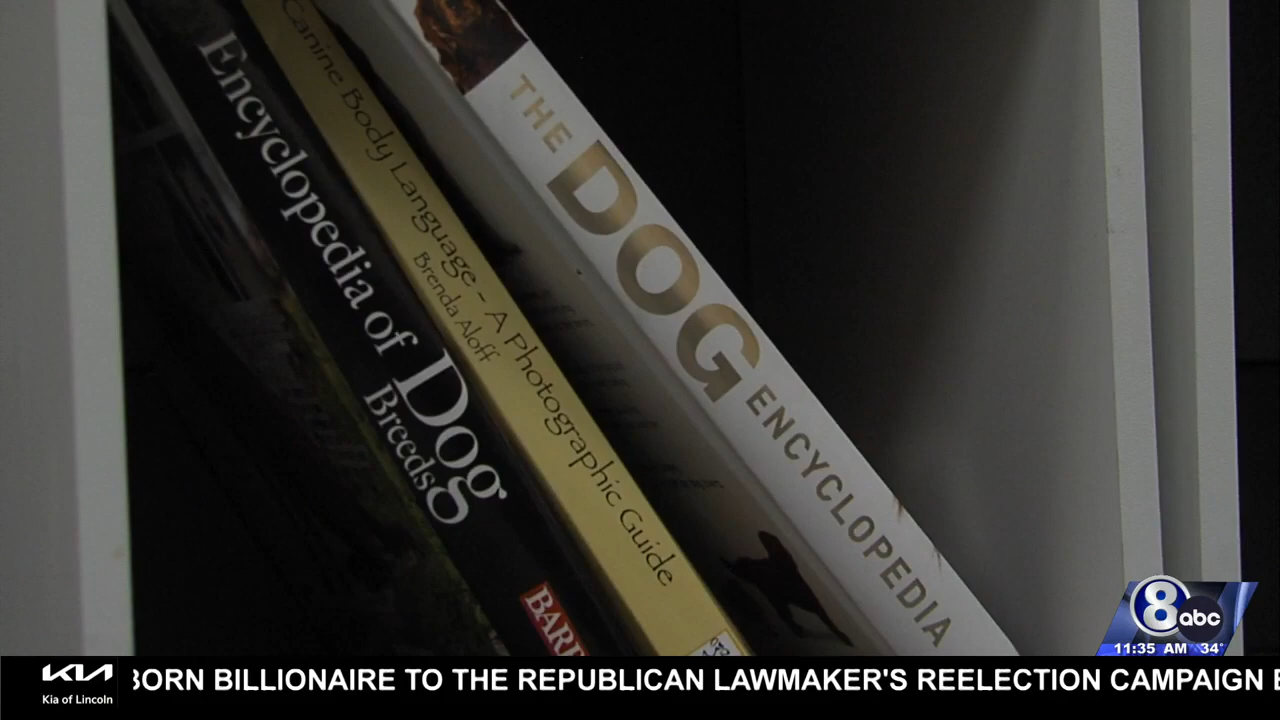 Encyclopedia of Dog
Breeds
BARR
Canine Body Language - A Photographic Guide
Brenda Aloff
THE
DOG
ENCYCLOPEDIA
8 abc
11:35 AM 34°
KIA
Kia of Lincoln
BORN BILLIONAIRE TO THE REPUBLICAN LAWMAKER'S REELECTION CAMPAIGN